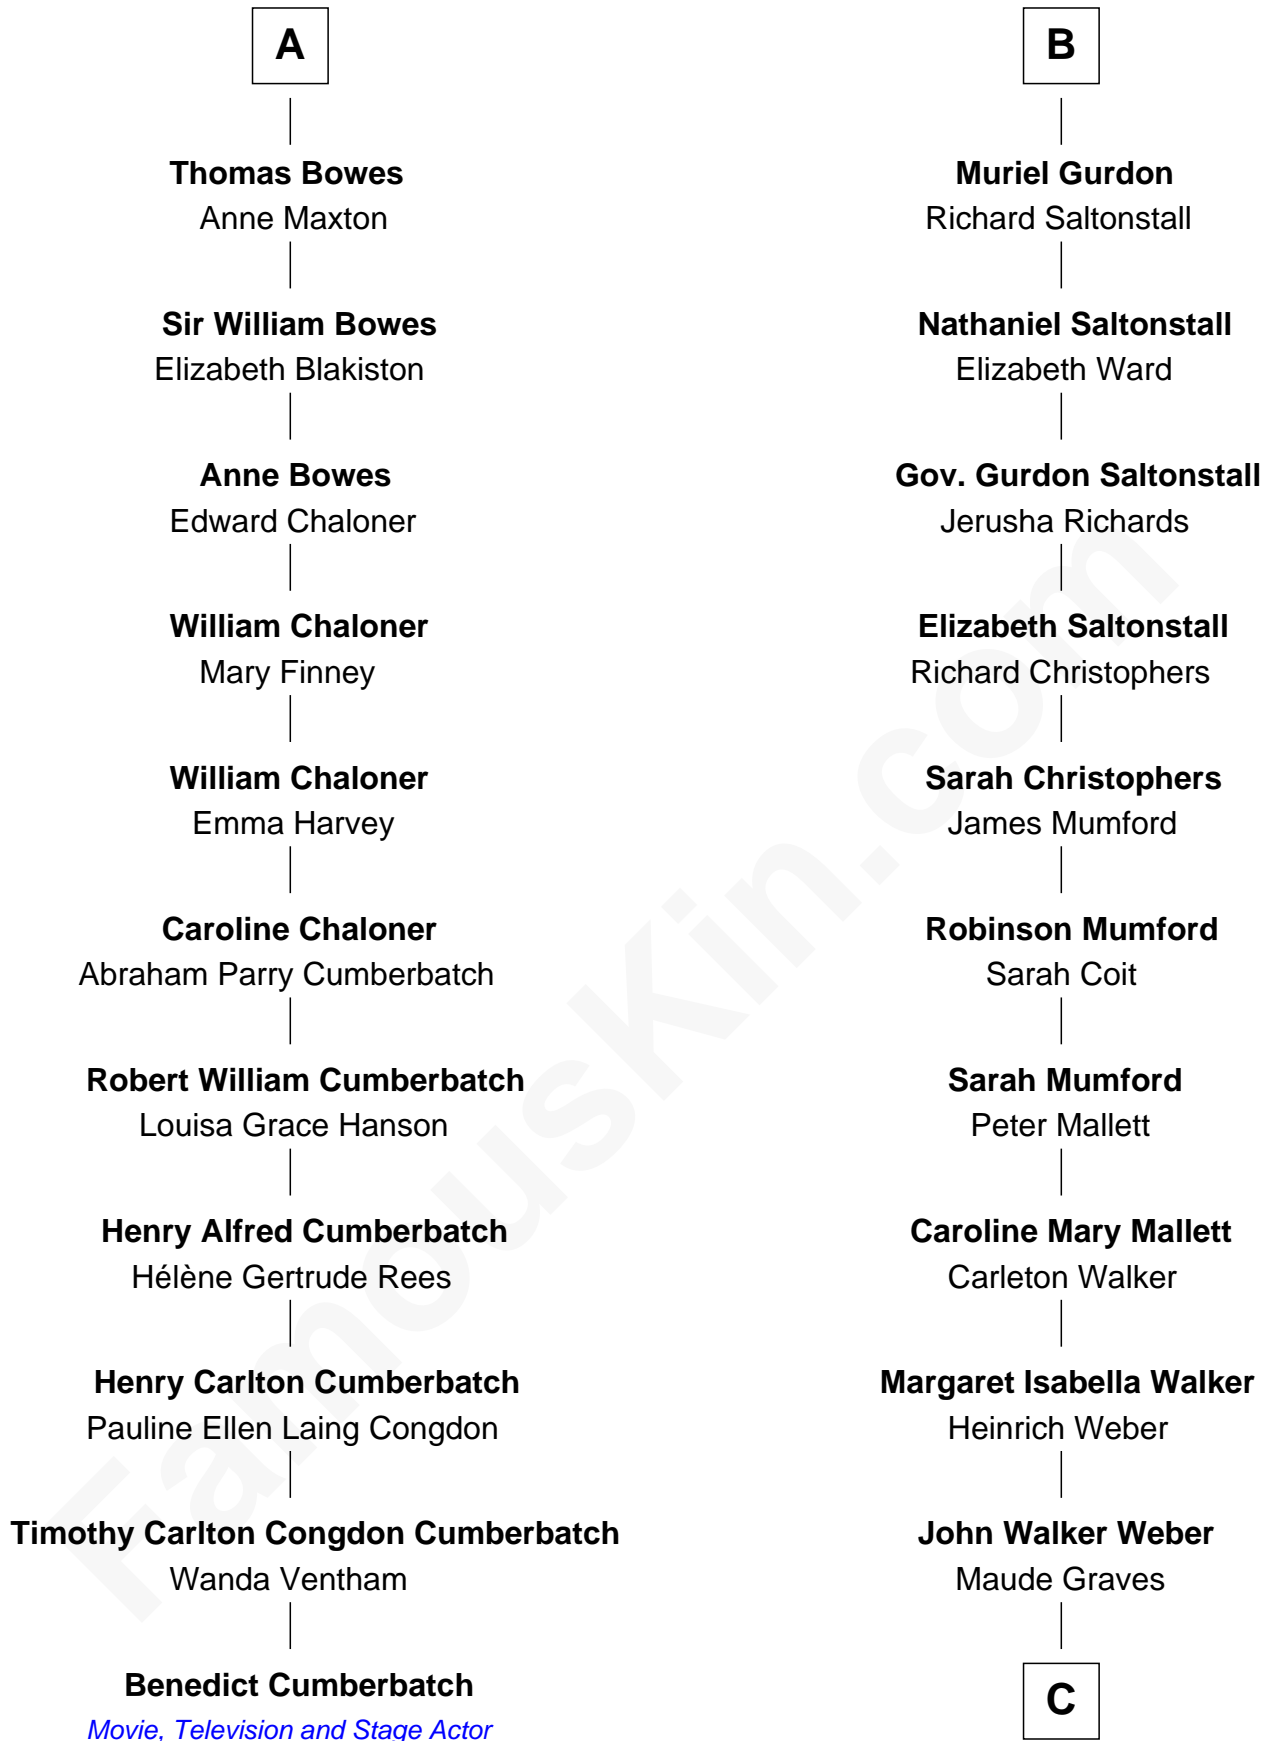 A
Thomas Bowes
Anne Maxton
Sir William Bowes
Elizabeth Blakiston
Anne Bowes
Edward Chaloner
William Chaloner
Mary Finney
William Chaloner
Emma Harvey
Caroline Chaloner
Abraham Parry Cumberbatch
Robert William Cumberbatch
Louisa Grace Hanson
Henry Alfred Cumberbatch
Hélène Gertrude Rees
Henry Carlton Cumberbatch
Pauline Ellen Laing Congdon
Timothy Carlton Congdon Cumberbatch
Wanda Ventham
Benedict Cumberbatch
Movie, Television and Stage Actor
B
Muriel Gurdon
Richard Saltonstall
Nathaniel Saltonstall
Elizabeth Ward
Gov. Gurdon Saltonstall
Jerusha Richards
Elizabeth Saltonstall
Richard Christophers
Sarah Christophers
James Mumford
Robinson Mumford
Sarah Coit
Sarah Mumford
Peter Mallett
Caroline Mary Mallett
Carleton Walker
Margaret Isabella Walker
Heinrich Weber
John Walker Weber
Maude Graves
C
FamousKin.com